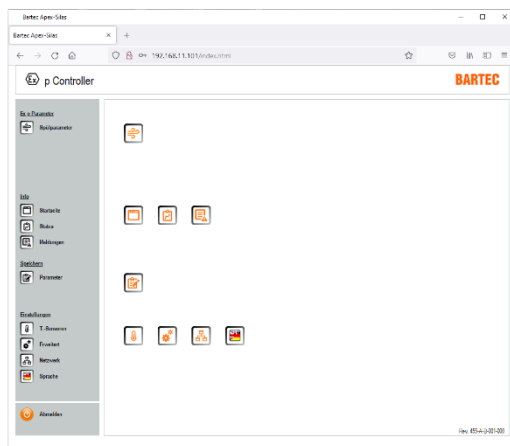 Bartec Apex-Silas
Bartec Apex-Silas
192.168.11.101/index.html
Ex p Controller
BARTEC
Ex p Parameter
Spülparameter
Info
Startseite
Status
Meldungen
Speichern
Parameter
Einstellungen
T.-Sensoren
Erweitert
Netzwerk
Sprache
Abmelden